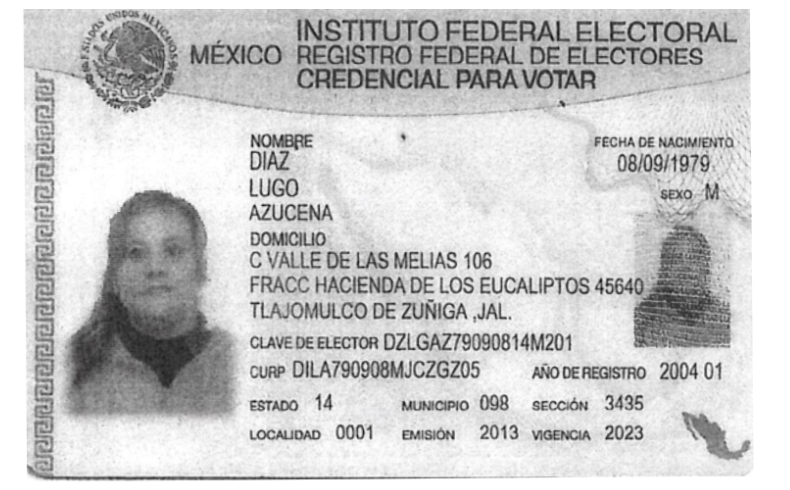 ESTADOS UNIDOS MEXICANOS
INSTITUTO FEDERAL ELECTORAL
MÉXICO REGISTRO FEDERAL DE ELECTORES
CREDENCIAL PARA VOTAR
NOMBRE
DIAZ
LUGO
AZUCENA
FECHA DE NACIMIENTO
08/09/1979
SEXO M
DOMICILIO
C VALLE DE LAS MELIAS 106
FRACC HACIENDA DE LOS EUCALIPTOS 45640
TLAJOMULCO DE ZUÑIGA ,JAL.
CLAVE DE ELECTOR DZLGAZ79090814M201
CURP DILA790908MJCZGZ05 AÑO DE REGISTRO 2004 01
ESTADO 14 MUNICIPIO 098 SECCIÓN 3435
LOCALIDAD 0001 EMISIÓN 2013 VIGENCIA 2023